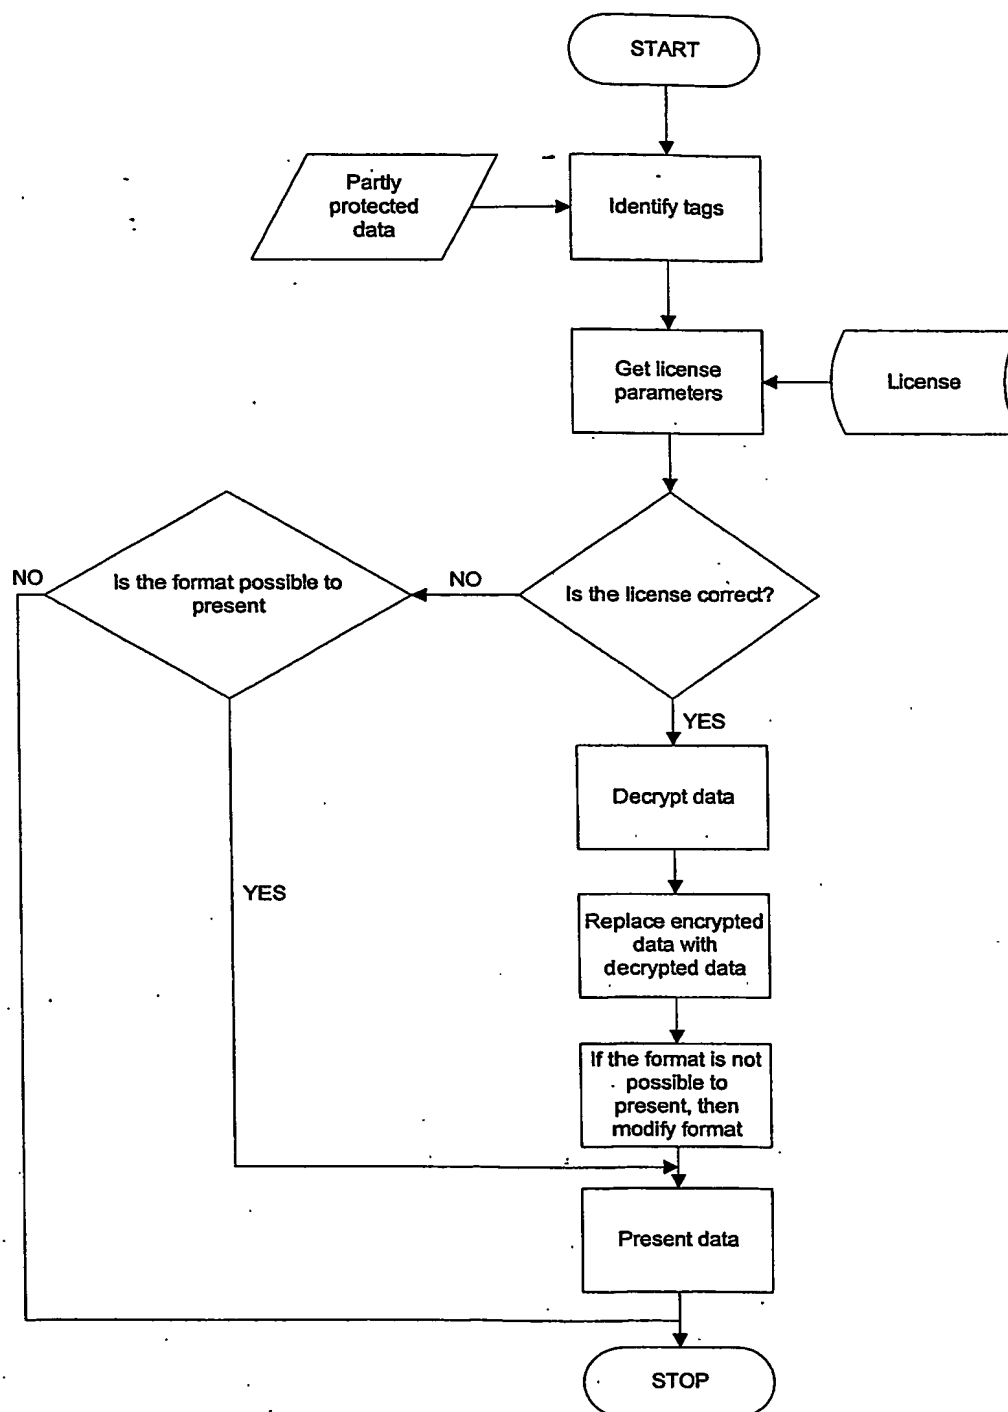 START
Partly
protected
data
Identify tags
Get license
parameters
License
NO
Is the format possible to
present
NO
Is the license correct?
YES
Decrypt data
YES
Replace encrypted
data with
decrypted data
If the format is not
possible to
present, then
modify format
Present data
STOP